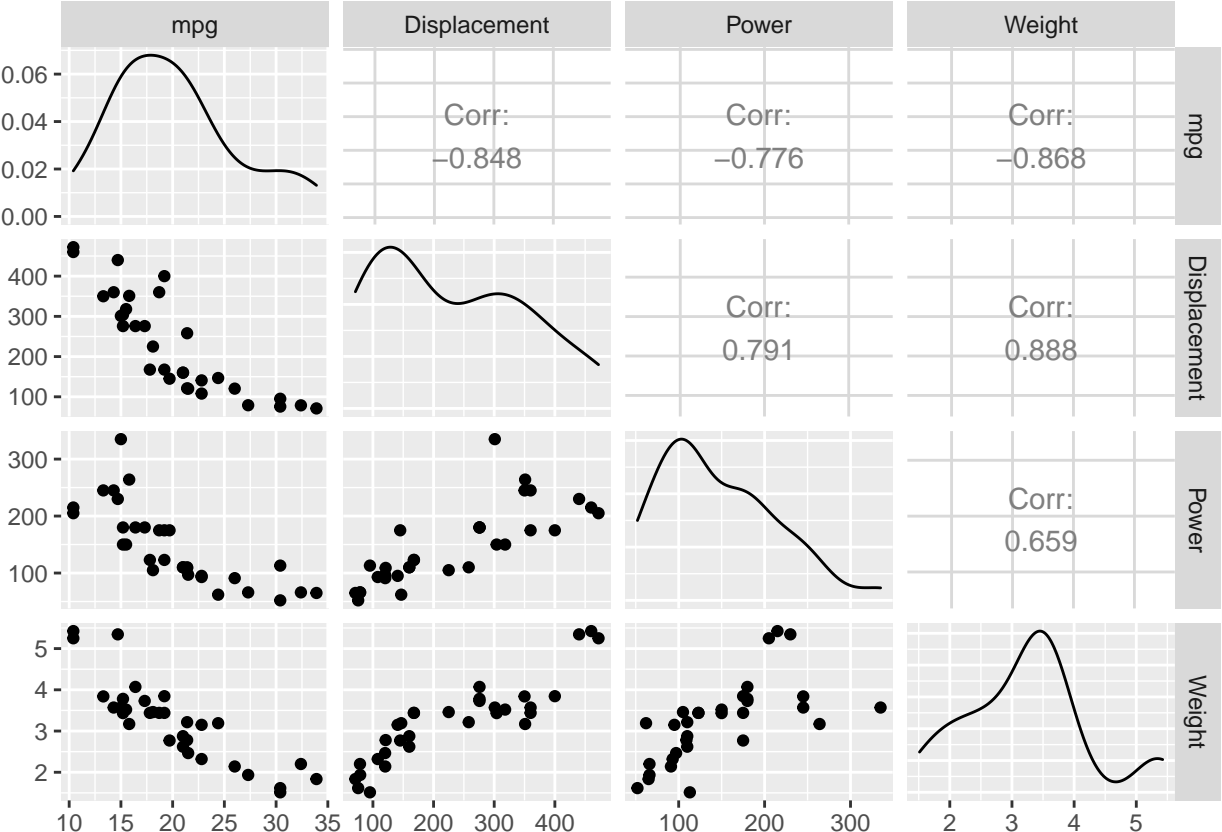 mpg Displacement Power Weight
0.06
0.04
0.02
0.00
Corr:
−0.848
Corr:
−0.776
Corr:
−0.868
mpg
400
300
200
100
Corr:
0.791
Corr:
0.888
Displacement
300
200
100
Corr:
0.659
Power
5
4
3
2
Weight
10 15 20 25 30 35 100 200 300 400 100 200 300 2 3 4 5